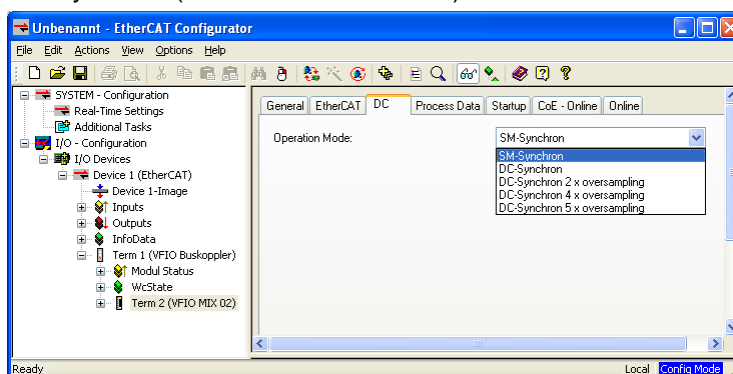 Unbenannt - EtherCAT Configurator
File Edit Actions View Options Help
SYSTEM - Configuration
Real-Time Settings
Additional Tasks
I/O - Configuration
I/O Devices
Device 1 (EtherCAT)
Device 1-Image
Inputs
Outputs
InfoData
Term 1 (VFIO Buskoppler)
Modul Status
WcState
Term 2 (VFIO MIX 02)
General EtherCAT DC Process Data Startup CoE - Online Online
Operation Mode: SM-Synchron
SM-Synchron
DC-Synchron
DC-Synchron 2 x oversampling
DC-Synchron 4 x oversampling
DC-Synchron 5 x oversampling
Ready Local Config Mode